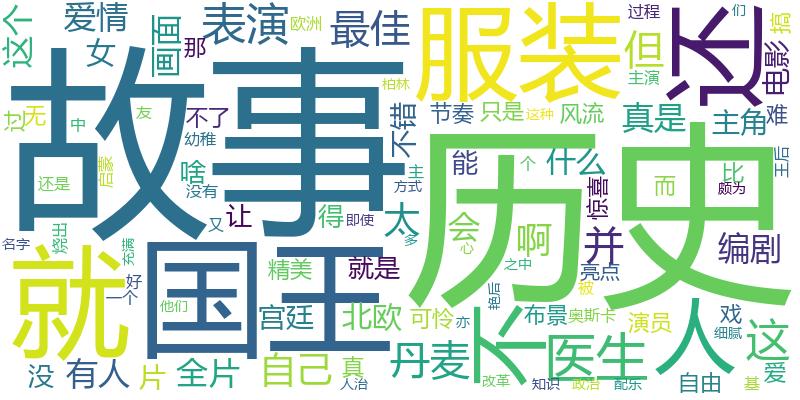 这个
爱情
女
画面
那
表演
欧洲
最佳
服装
还
过程
们
主演
电影
搞
但
柏林
过
无
中
友
不了
幼稚
不错
节奏
只是
这种
风流
真是
主角
难
故事
历史
还是
启蒙
啥
没有
主
方式
能
个
什么
惊喜
而
比
颇为
王后
又
让
得
即使
太
多
会
啊
并
编剧
名字
烧出
充满
好
一个
他们
精美
就是
心
之中
亮点
被
就
国王
宫廷
北欧
可怜
亦
艳后
布景
奥斯卡
演员
戏
细腻
这
爱
人
不
医生
丹麦
没
有人
片
全片
自己
真
人治
改革
知识
政治
配乐
自由
基